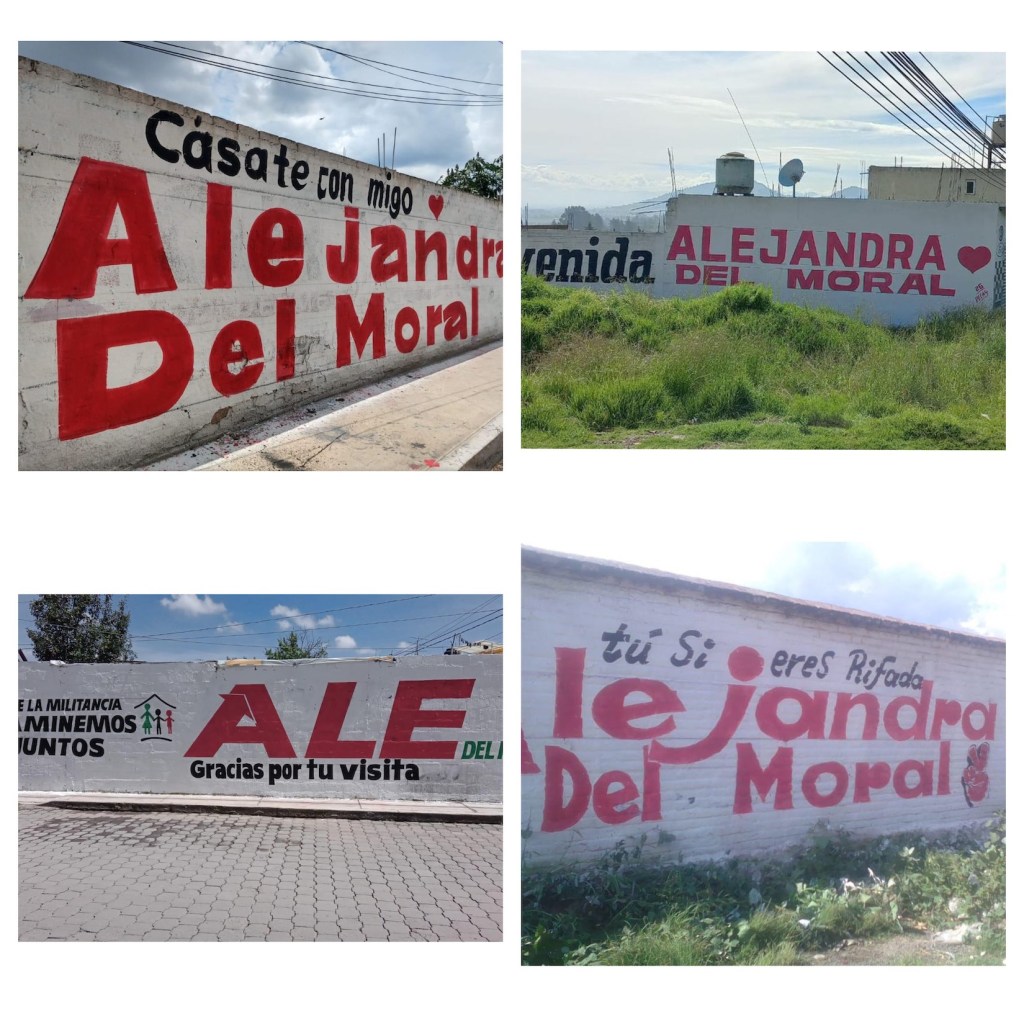 Cásate con migo
Alejandra
Del Moral
venida
ALEJANDRA
DEL MORAL
E LA MILITANCIA
AMINEMOS
JUNTOS
ALE
DEL
Gracias por tu visita
tú Si eres Rifada
lejandra
Del Moral